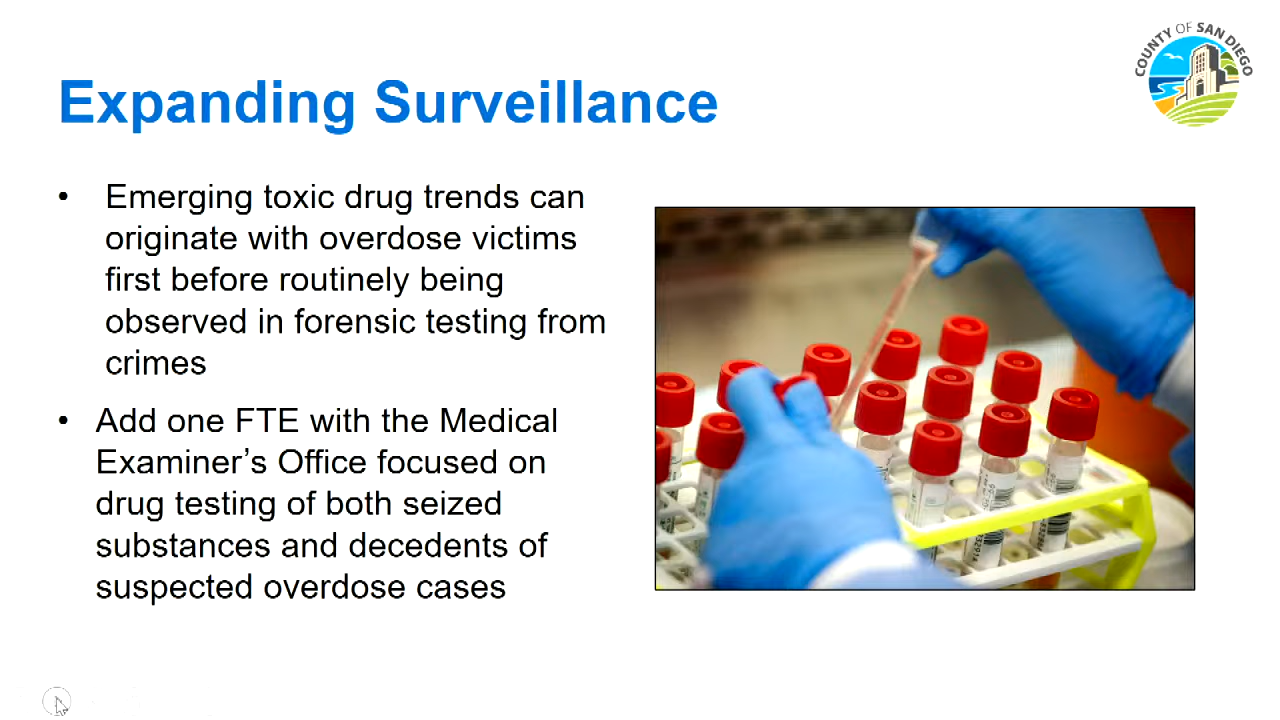 COUNTY OF SAN DIEGO
Expanding Surveillance
• Emerging toxic drug trends can
originate with overdose victims
first before routinely being
observed in forensic testing from
crimes
• Add one FTE with the Medical
Examiner’s Office focused on
drug testing of both seized
substances and decedents of
suspected overdose cases